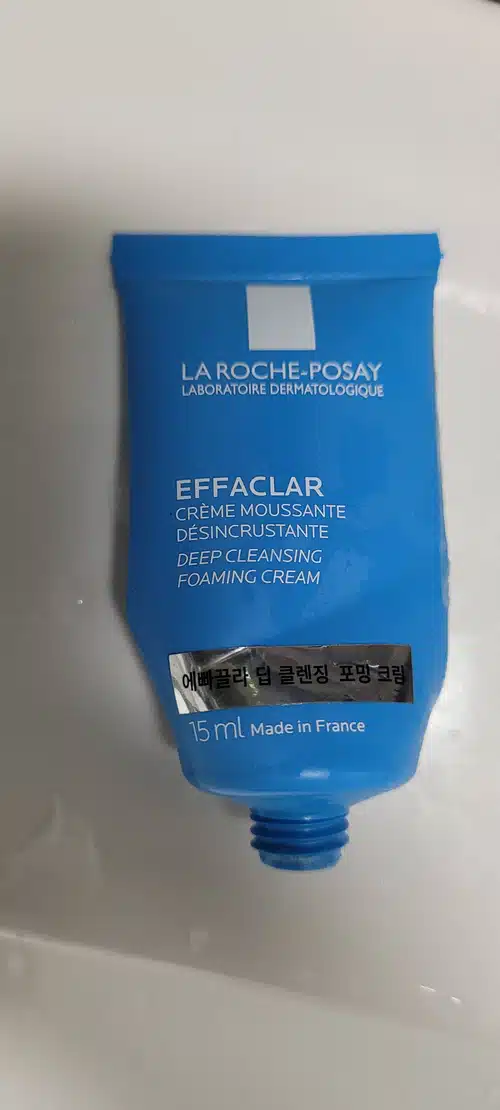 LA ROCHE-POSAY
LABORATOIRE DERMATOLOGIQUE
EFFACLAR
CRÈME MOUSSANTE
DÉSINCRUSTANTE
DEEP CLEANSING
FOAMING CREAM
에빠끌라 딥 클렌징 포밍 크림
15 ml Made in France